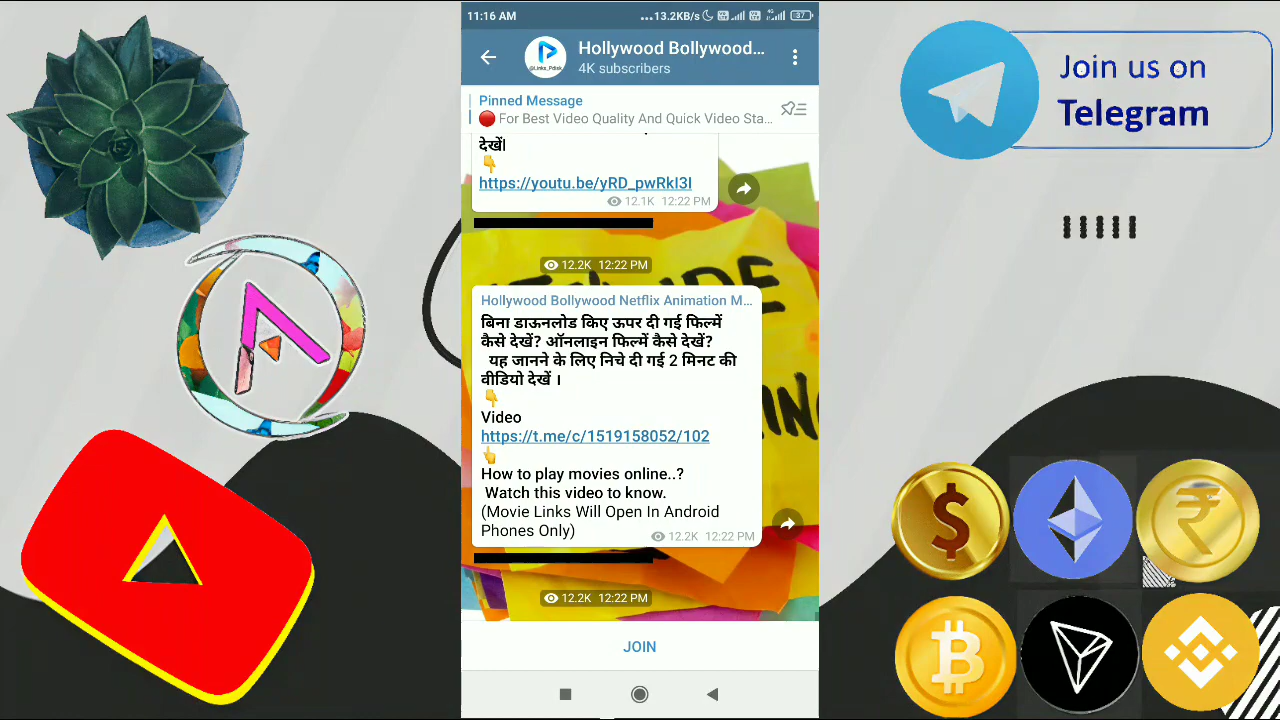 11:16 AM
...13.2KB/s
4G
37
Hollywood Bollywood...
4K subscribers
@Links_Pdisk
Pinned Message
🔴 For Best Video Quality And Quick Video Sta...
देखें।
👇
https://youtu.be/yRD_pwRkI3I
12.1K 12:22 PM
12.2K 12:22 PM
Hollywood Bollywood Netflix Animation M...
बिना डाऊनलोड किए ऊपर दी गई फिल्में
कैसे देखें? ऑनलाइन फिल्में कैसे देखें?
यह जानने के लिए निचे दी गई 2 मिनट की
वीडियो देखें ।
👇
Video
https://t.me/c/1519158052/102
👆
How to play movies online..?
Watch this video to know.
(Movie Links Will Open In Android
Phones Only)
12.2K 12:22 PM
12.2K 12:22 PM
JOIN
Join us on
Telegram